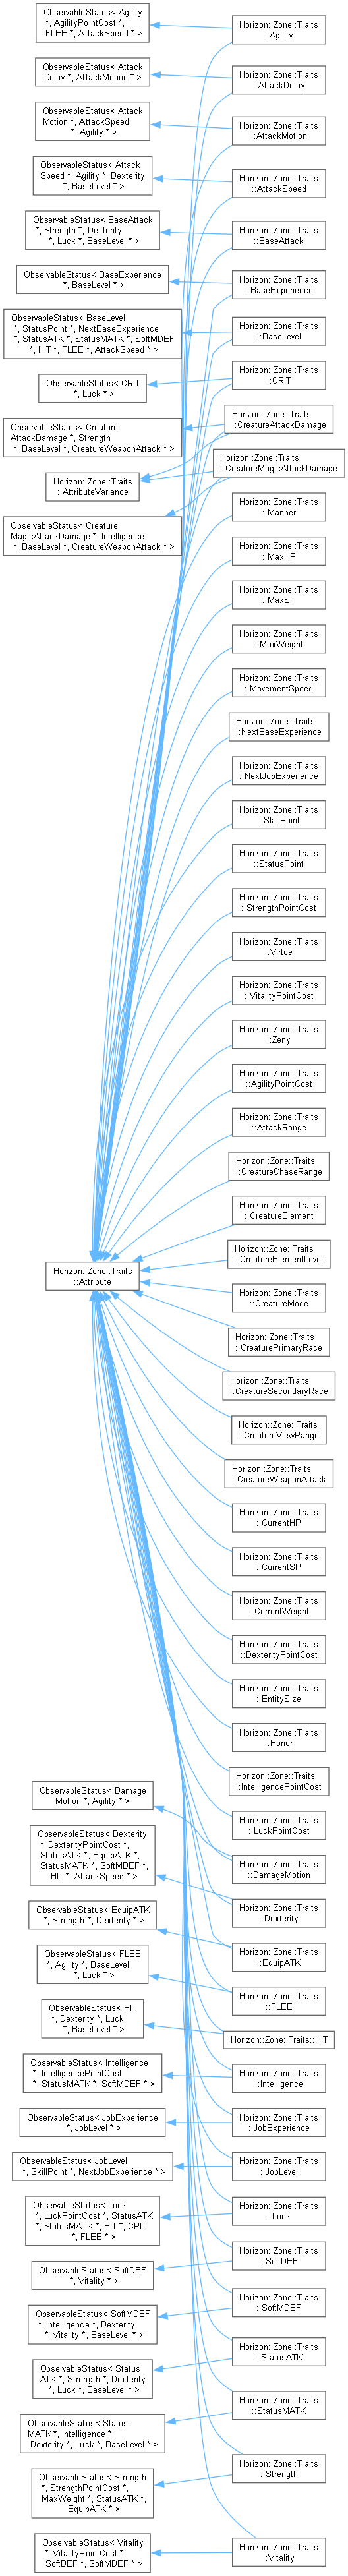 ObservableStatus< Agility
*, AgilityPointCost *,
FLEE *, AttackSpeed * >
Horizon::Zone::Traits
::Agility
ObservableStatus< Attack
Delay *, AttackMotion * >
Horizon::Zone::Traits
::AttackDelay
ObservableStatus< Attack
Motion *, AttackSpeed
*, Agility * >
Horizon::Zone::Traits
::AttackMotion
ObservableStatus< Attack
Speed *, Agility *, Dexterity
*, BaseLevel * >
Horizon::Zone::Traits
::AttackSpeed
ObservableStatus< BaseAttack
*, Strength *, Dexterity
*, Luck *, BaseLevel * >
Horizon::Zone::Traits
::BaseAttack
ObservableStatus< BaseExperience
*, BaseLevel * >
Horizon::Zone::Traits
::BaseExperience
ObservableStatus< BaseLevel
*, StatusPoint *, NextBaseExperience
*, StatusATK *, StatusMATK *, SoftMDEF
*, HIT *, FLEE *, AttackSpeed * >
Horizon::Zone::Traits
::BaseLevel
ObservableStatus< CRIT
*, Luck * >
Horizon::Zone::Traits
::CRIT
ObservableStatus< Creature
AttackDamage *, Strength
*, BaseLevel *, CreatureWeaponAttack * >
Horizon::Zone::Traits
::CreatureAttackDamage
Horizon::Zone::Traits
::AttributeVariance
Horizon::Zone::Traits
::CreatureMagicAttackDamage
ObservableStatus< Creature
MagicAttackDamage *, Intelligence
*, BaseLevel *, CreatureWeaponAttack * >
Horizon::Zone::Traits
::Manner
Horizon::Zone::Traits
::MaxHP
Horizon::Zone::Traits
::MaxSP
Horizon::Zone::Traits
::MaxWeight
Horizon::Zone::Traits
::MovementSpeed
Horizon::Zone::Traits
::NextBaseExperience
Horizon::Zone::Traits
::NextJobExperience
Horizon::Zone::Traits
::SkillPoint
Horizon::Zone::Traits
::StatusPoint
Horizon::Zone::Traits
::StrengthPointCost
Horizon::Zone::Traits
::Virtue
Horizon::Zone::Traits
::VitalityPointCost
Horizon::Zone::Traits
::Zeny
Horizon::Zone::Traits
::AgilityPointCost
Horizon::Zone::Traits
::AttackRange
Horizon::Zone::Traits
::CreatureChaseRange
Horizon::Zone::Traits
::CreatureElement
Horizon::Zone::Traits
::CreatureElementLevel
Horizon::Zone::Traits
::Attribute
Horizon::Zone::Traits
::CreatureMode
Horizon::Zone::Traits
::CreaturePrimaryRace
Horizon::Zone::Traits
::CreatureSecondaryRace
Horizon::Zone::Traits
::CreatureViewRange
Horizon::Zone::Traits
::CreatureWeaponAttack
Horizon::Zone::Traits
::CurrentHP
Horizon::Zone::Traits
::CurrentSP
Horizon::Zone::Traits
::CurrentWeight
Horizon::Zone::Traits
::DexterityPointCost
Horizon::Zone::Traits
::EntitySize
Horizon::Zone::Traits
::Honor
Horizon::Zone::Traits
::IntelligencePointCost
Horizon::Zone::Traits
::LuckPointCost
ObservableStatus< Damage
Motion *, Agility * >
Horizon::Zone::Traits
::DamageMotion
ObservableStatus< Dexterity
*, DexterityPointCost *,
StatusATK *, EquipATK *,
StatusMATK *, SoftMDEF *,
HIT *, AttackSpeed * >
Horizon::Zone::Traits
::Dexterity
ObservableStatus< EquipATK
*, Strength *, Dexterity * >
Horizon::Zone::Traits
::EquipATK
ObservableStatus< FLEE
*, Agility *, BaseLevel
*, Luck * >
Horizon::Zone::Traits
::FLEE
ObservableStatus< HIT
*, Dexterity *, Luck
*, BaseLevel * >
Horizon::Zone::Traits::HIT
ObservableStatus< Intelligence
*, IntelligencePointCost
*, StatusMATK *, SoftMDEF * >
Horizon::Zone::Traits
::Intelligence
ObservableStatus< JobExperience
*, JobLevel * >
Horizon::Zone::Traits
::JobExperience
ObservableStatus< JobLevel
*, SkillPoint *, NextJobExperience * >
Horizon::Zone::Traits
::JobLevel
ObservableStatus< Luck
*, LuckPointCost *, StatusATK
*, StatusMATK *, HIT *, CRIT
*, FLEE * >
Horizon::Zone::Traits
::Luck
ObservableStatus< SoftDEF
*, Vitality * >
Horizon::Zone::Traits
::SoftDEF
ObservableStatus< SoftMDEF
*, Intelligence *, Dexterity
*, Vitality *, BaseLevel * >
Horizon::Zone::Traits
::SoftMDEF
ObservableStatus< Status
ATK *, Strength *, Dexterity
*, Luck *, BaseLevel * >
Horizon::Zone::Traits
::StatusATK
ObservableStatus< Status
MATK *, Intelligence *,
Dexterity *, Luck *, BaseLevel * >
Horizon::Zone::Traits
::StatusMATK
ObservableStatus< Strength
*, StrengthPointCost *,
MaxWeight *, StatusATK *,
EquipATK * >
Horizon::Zone::Traits
::Strength
ObservableStatus< Vitality
*, VitalityPointCost *,
SoftDEF *, SoftMDEF * >
Horizon::Zone::Traits
::Vitality